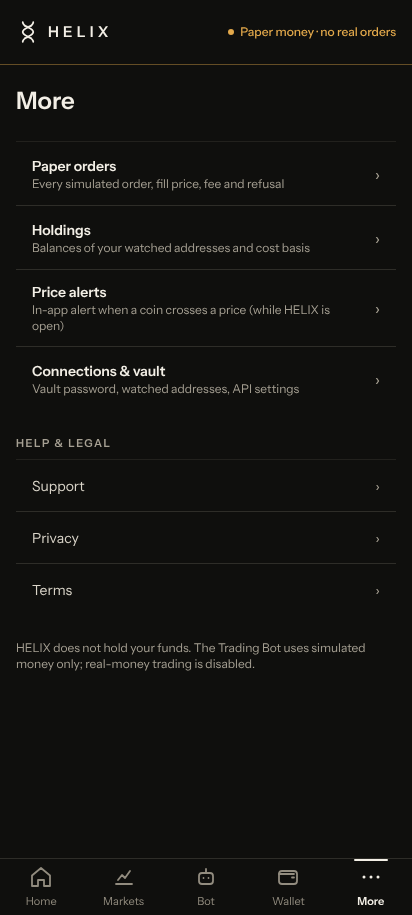 HELIX
Paper money · no real orders
More
Paper orders
Every simulated order, fill price, fee and refusal
Holdings
Balances of your watched addresses and cost basis
Price alerts
In-app alert when a coin crosses a price (while HELIX is
open)
Connections & vault
Vault password, watched addresses, API settings
HELP & LEGAL
Support
Privacy
Terms
HELIX does not hold your funds. The Trading Bot uses simulated
money only; real-money trading is disabled.
Home
Markets
Bot
Wallet
More